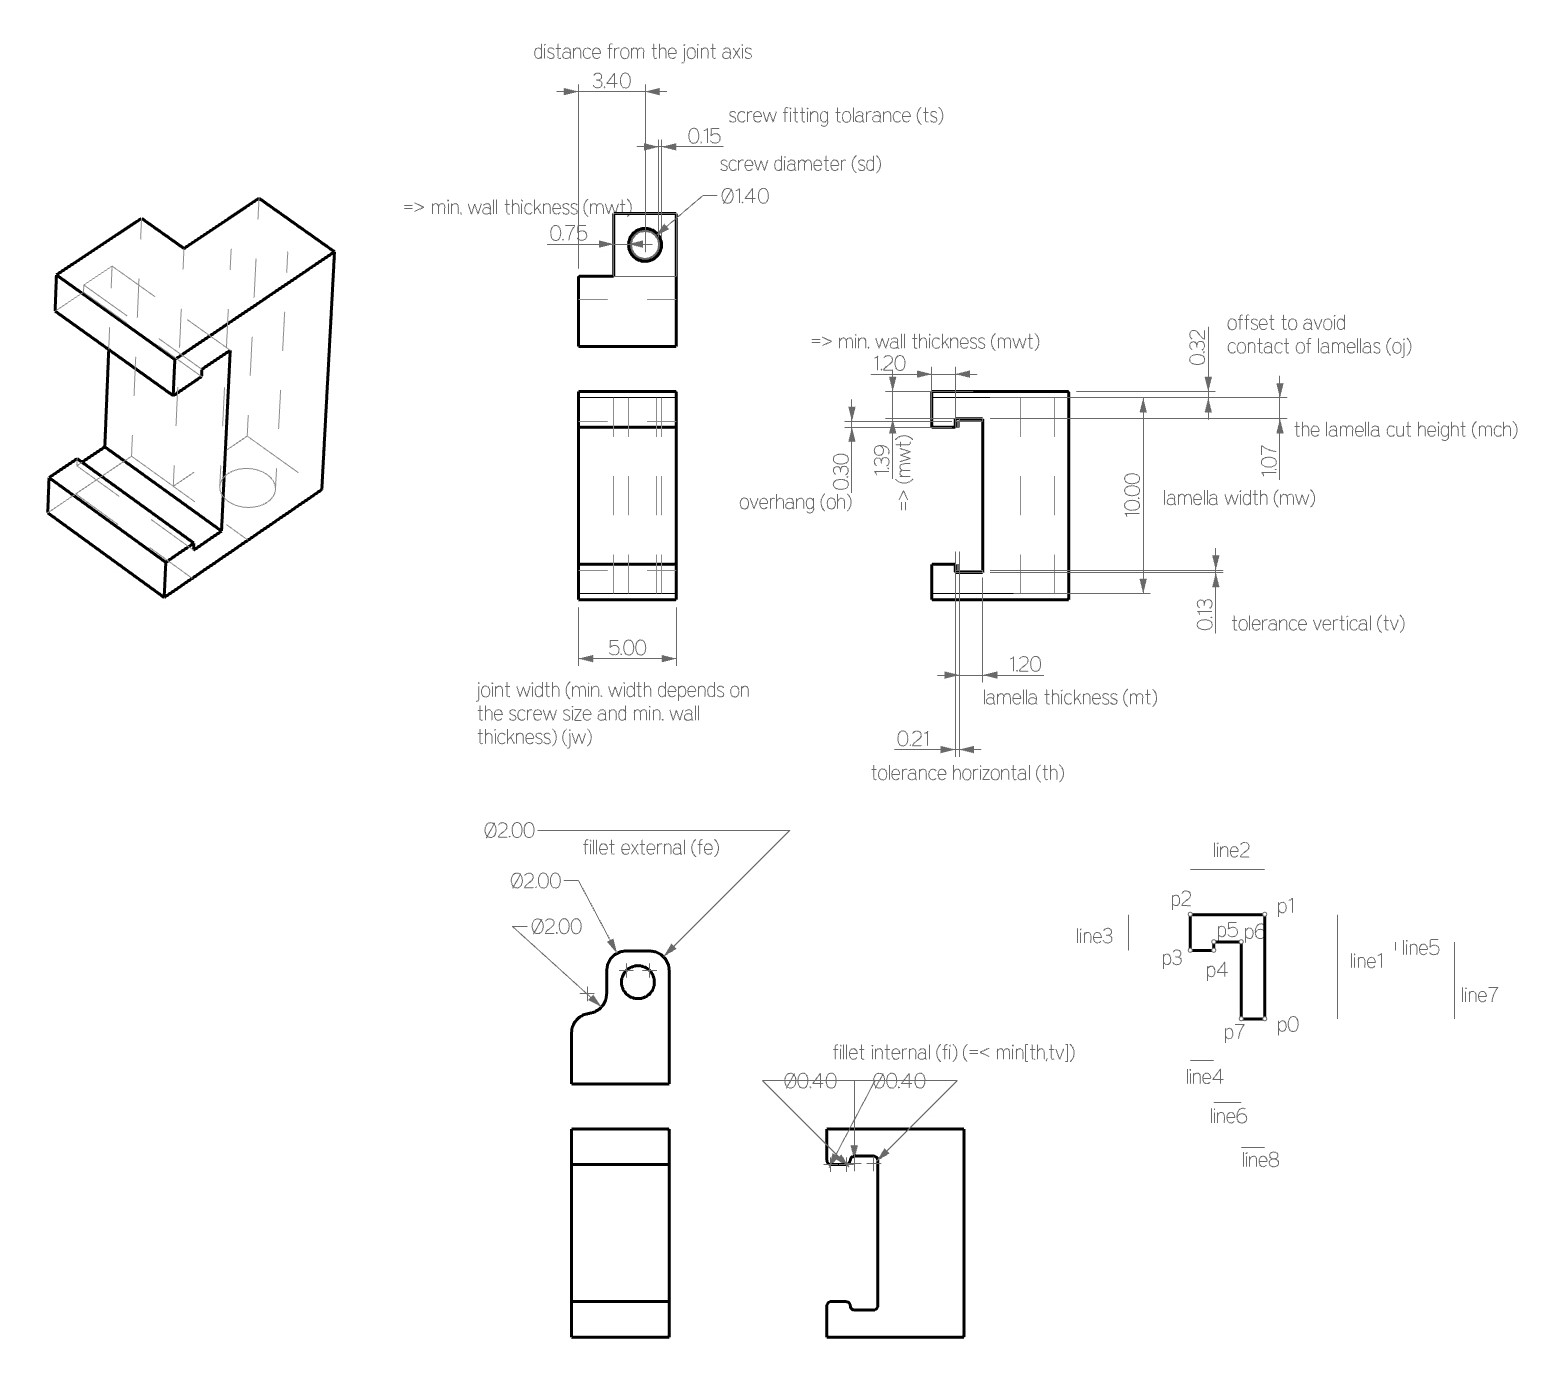 distance from the joint axis
3.40
screw fitting tolarance (ts)
0.15
screw diameter (sd)
Ø1.40
=> min. wall thickness (mwt)
0.75
offset to avoid
contact of lamellas (oj)
0.32
=> min. wall thickness (mwt)
1.20
the lamella cut height (mch)
1.07
0.30
1.39
=> (mwt)
overhang (oh)
10.00
lamella width (mw)
0.13
tolerance vertical (tv)
5.00
1.20
joint width (min. width depends on
the screw size and min. wall
thickness) (jw)
lamella thickness (mt)
0.21
tolerance horizontal (th)
Ø2.00
fillet external (fe)
Ø2.00
Ø2.00
line2
p2
p1
p5
p6
line3
line5
p3
p4
line1
line7
p7
p0
fillet internal (fi) (=< min[th,tv])
Ø0.40
Ø0.40
line4
line6
line8